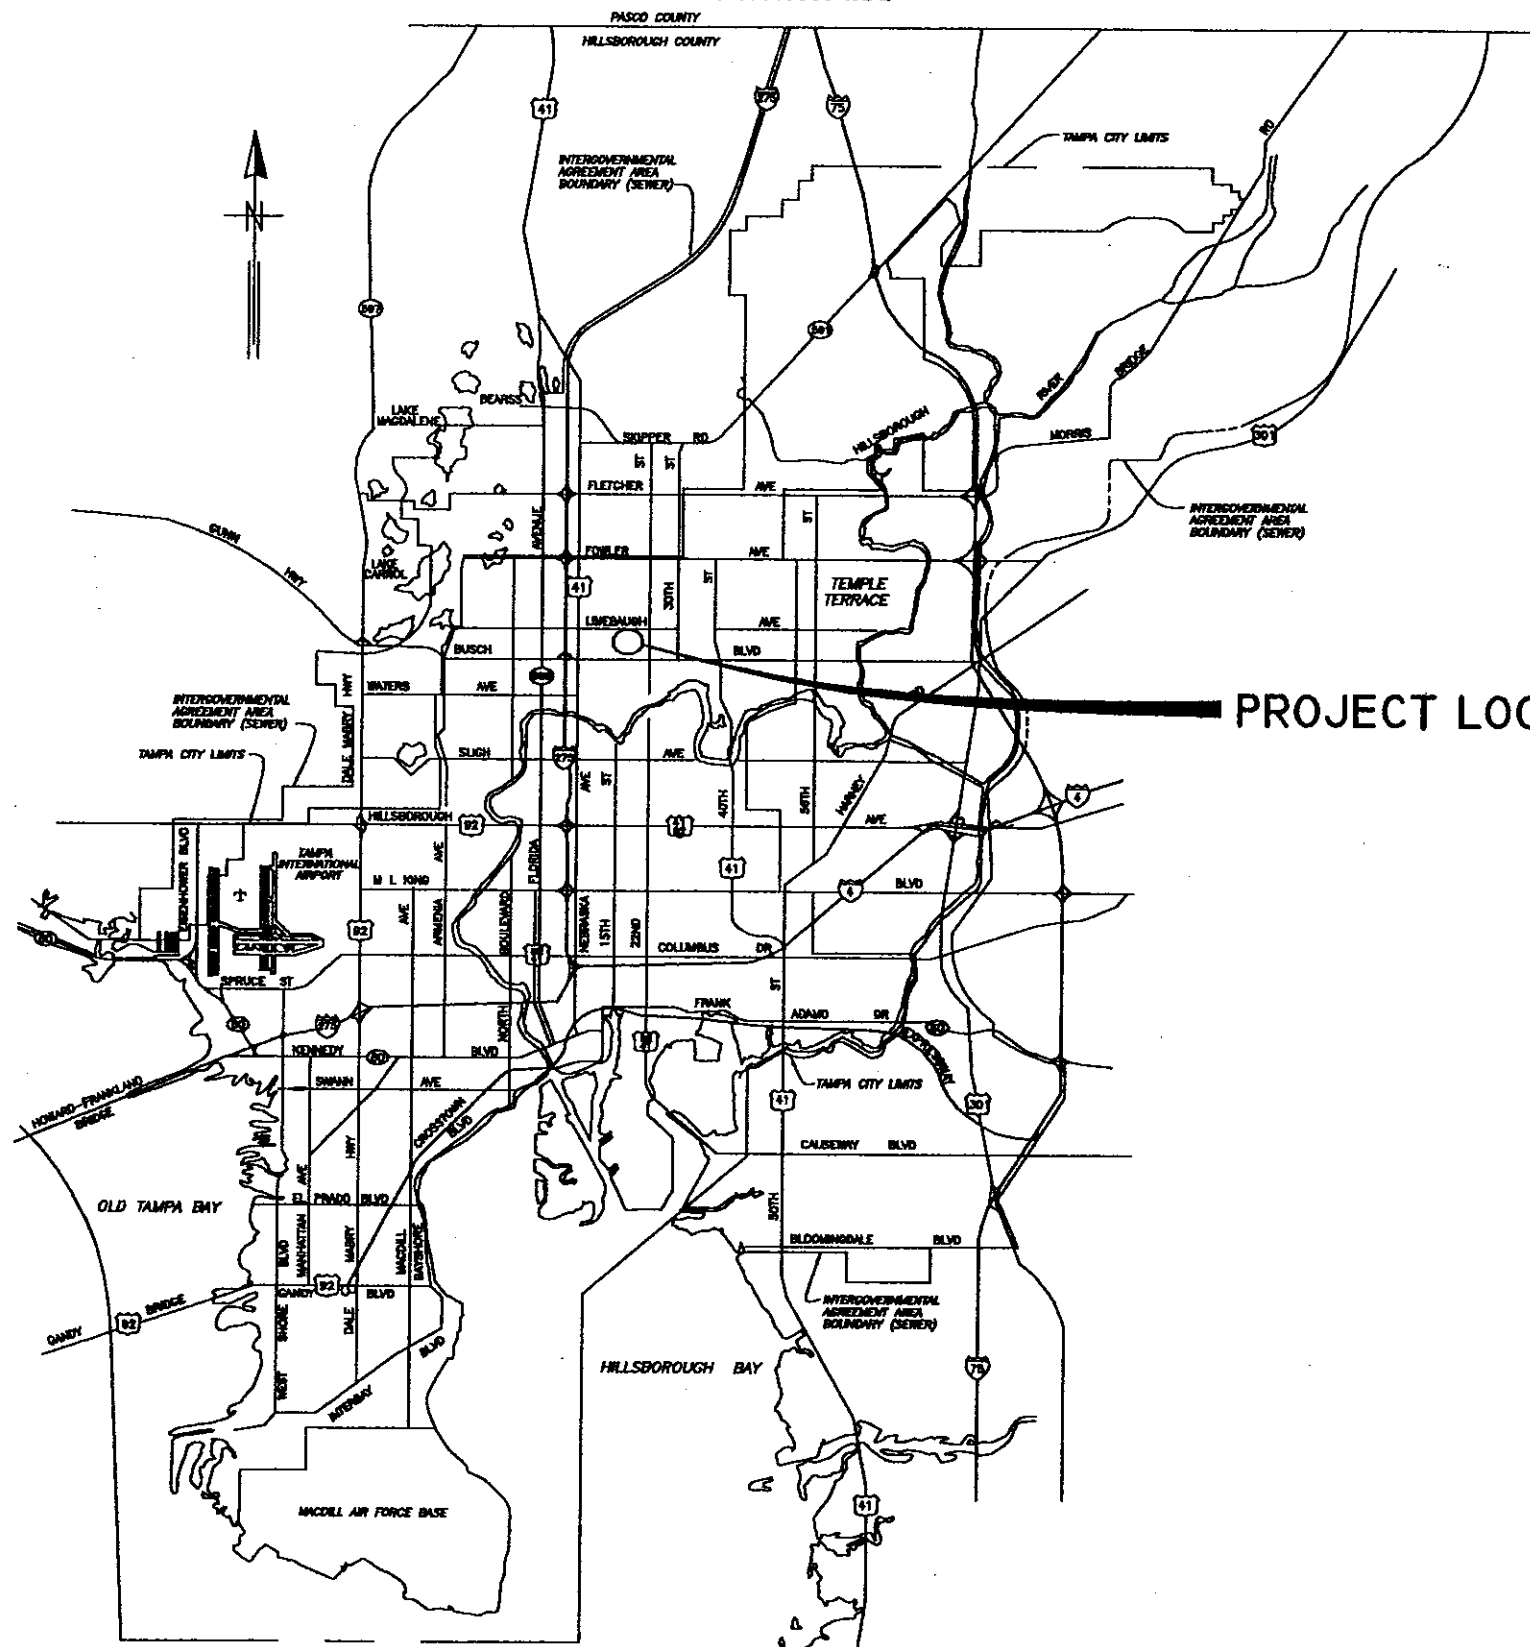 PASCO COUNTY
HILLSBOROUGH COUNTY
41
275
75
TAMPA CITY LIMITS
RD
INTERGOVERNMENTAL
AGREEMENT AREA
BOUNDARY (SEWER)
N
597
LAKE
MAGDALENE
BEARSS
SKIPPER RD
HILLSBOROUGH
RIVER
BRIDGE
MORRIS
301
ST
ST
FLETCHER AVE
AVENUE
ST
INTERGOVERNMENTAL
AGREEMENT AREA
BOUNDARY (SEWER)
GUNN
HWY
FOWLER AVE
LAKE
CARROL
41
30TH
ST
TEMPLE
TERRACE
LINEBAUGH AVE
BUSCH BLVD
WATERS AVE
HWY
INTERGOVERNMENTAL
AGREEMENT AREA
BOUNDARY (SEWER)
PROJECT LOC
DALE MABRY
TAMPA CITY LIMITS
SLIGH AVE
275
AVE
ST
40TH
56TH
HARNEY
4
HILLSBOROUGH AVE
92
EISENHOWER BLVD
TAMPA
INTERNATIONAL
AIRPORT
AVE
FLORIDA
41
M L KING BLVD
4
AVE
ARMENIA
BOULEVARD
NEBRASKA
15TH
22ND
92
COLUMBUS DR
60
SPRUCE ST
ST
FRANK
ADAMO DR
60
275
NORTH
60
KENNEDY BLVD
60
SWANN AVE
TAMPA CITY LIMITS
HOWARD-FRANKLAND
BRIDGE
CROSSTOWN
BLVD
HWY
41
301
CAUSEWAY BLVD
AVE
OLD TAMPA BAY
EL PRADO BLVD
50TH
BLVD
MANHATTAN
MABRY
MACDILL
BAYSHORE
BLOOMINGDALE BLVD
GANDY BLVD
92
GANDY
92
BRIDGE
SHORE
DALE
BLVD
INTERGOVERNMENTAL
AGREEMENT AREA
BOUNDARY (SEWER)
HILLSBOROUGH BAY
75
WEST
INTERBAY
MACDILL AIR FORCE BASE
41